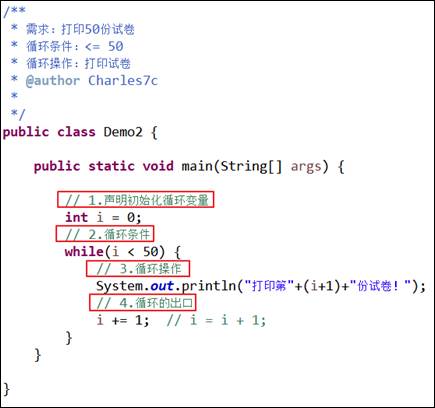 /**
 * 需求：打印50份试卷
 * 循环条件：<= 50
 * 循环操作：打印试卷
 * @author Charles7c
 *
 */
public class Demo2 {
    public static void main(String[] args) {
        // 1.声明初始化循环变量
        int i = 0;
        // 2.循环条件
        while(i < 50) {
            // 3.循环操作
            System.out.println("打印第"+(i+1)+"份试卷！");
            // 4.循环的出口
            i += 1;  // i = i + 1;
        }
    }
}